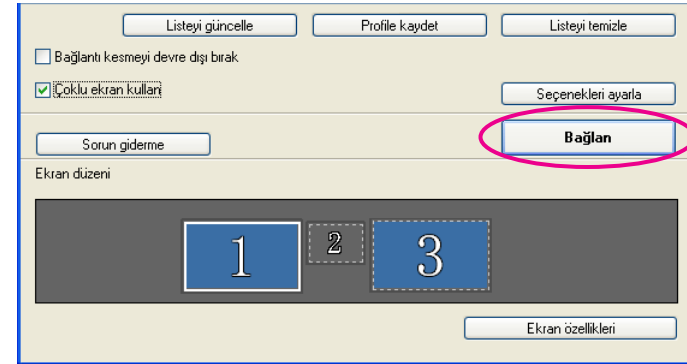 Listeyi güncelle
Profile kaydet
Listeyi temizle
Bağlantı kesmeyi devre dışı bırak
Çoklu ekran kullan
Seçenekleri ayarla
Bağlan
Sorun giderme
Ekran düzeni
1
2
3
Ekran özellikleri